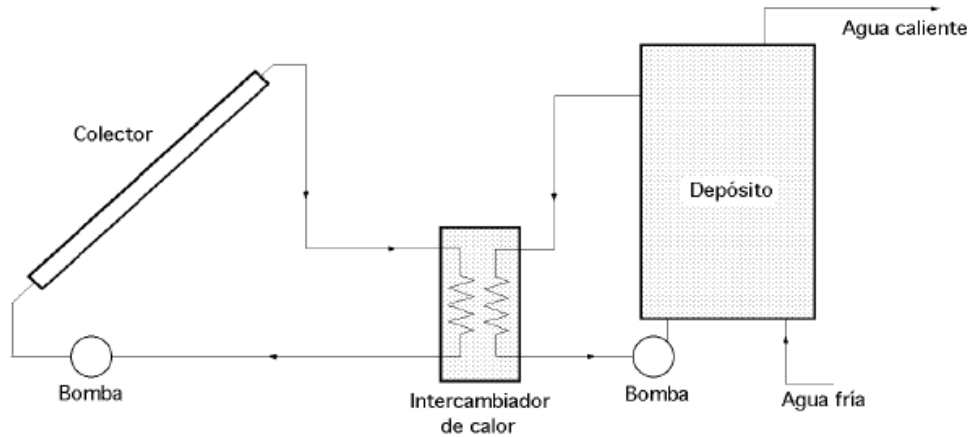 Agua caliente
Colector
Depósito
Bomba
Intercambiador
de calor
Bomba
Agua fría